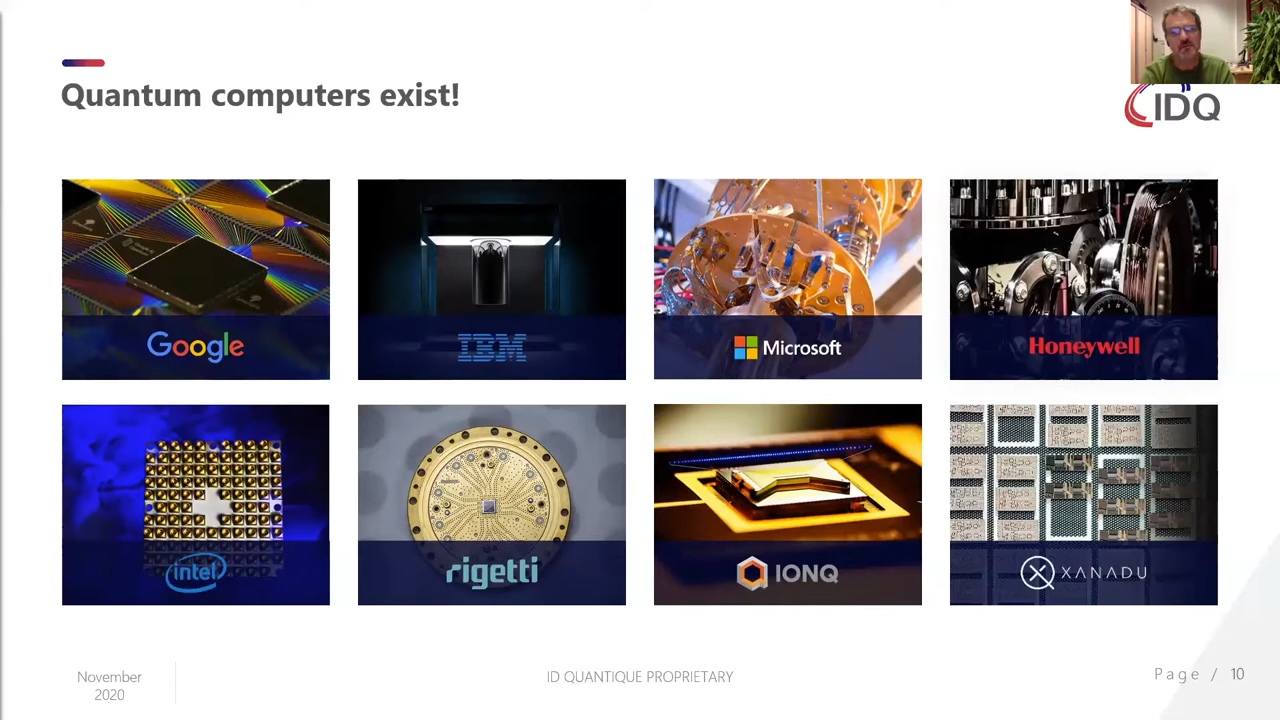 Quantum computers exist!
IDQ
Google
IBM
Microsoft
Honeywell
intel
rigetti
IONQ
XANADU
November
2020
ID QUANTIQUE PROPRIETARY
Page / 10